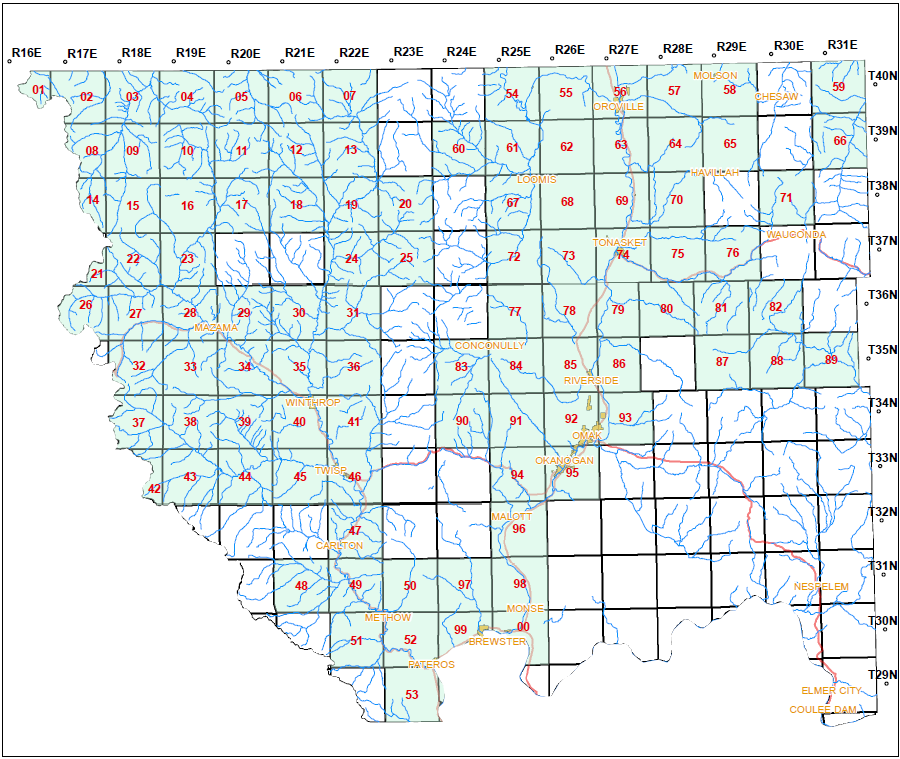 R16E R17E R18E R19E R20E R21E R22E R23E R24E R25E R26E R27E R28E R29E R30E R31E
T40N
01 02 03 04 05 06 07 54 55 56 57 58 59
MOLSON
CHESAW
OROVILLE
T39N
08 09 10 11 12 13 60 61 62 63 64 65 66
LOOMIS
HAVILLAH
T38N
14 15 16 17 18 19 20 67 68 69 70 71
WAUCONDA
TONASKET
T37N
21 22 23 24 25 72 73 74 75 76
T36N
26 27 28 29 30 31 77 78 79 80 81 82
MAZAMA
CONCONULLY
T35N
32 33 34 35 36 83 84 85 86 87 88 89
RIVERSIDE
WINTHROP
T34N
37 38 39 40 41 90 91 92 93
OMAK
OKANOGAN
T33N
TWISP
42 43 44 45 46 94 95
T32N
MALOTT
47 96
CARLTON
T31N
48 49 50 97 98
NESPELEM
MONSE
T30N
METHOW
51 52 99 00
BREWSTER
PATEROS
T29N
53
ELMER CITY
COULEE DAM